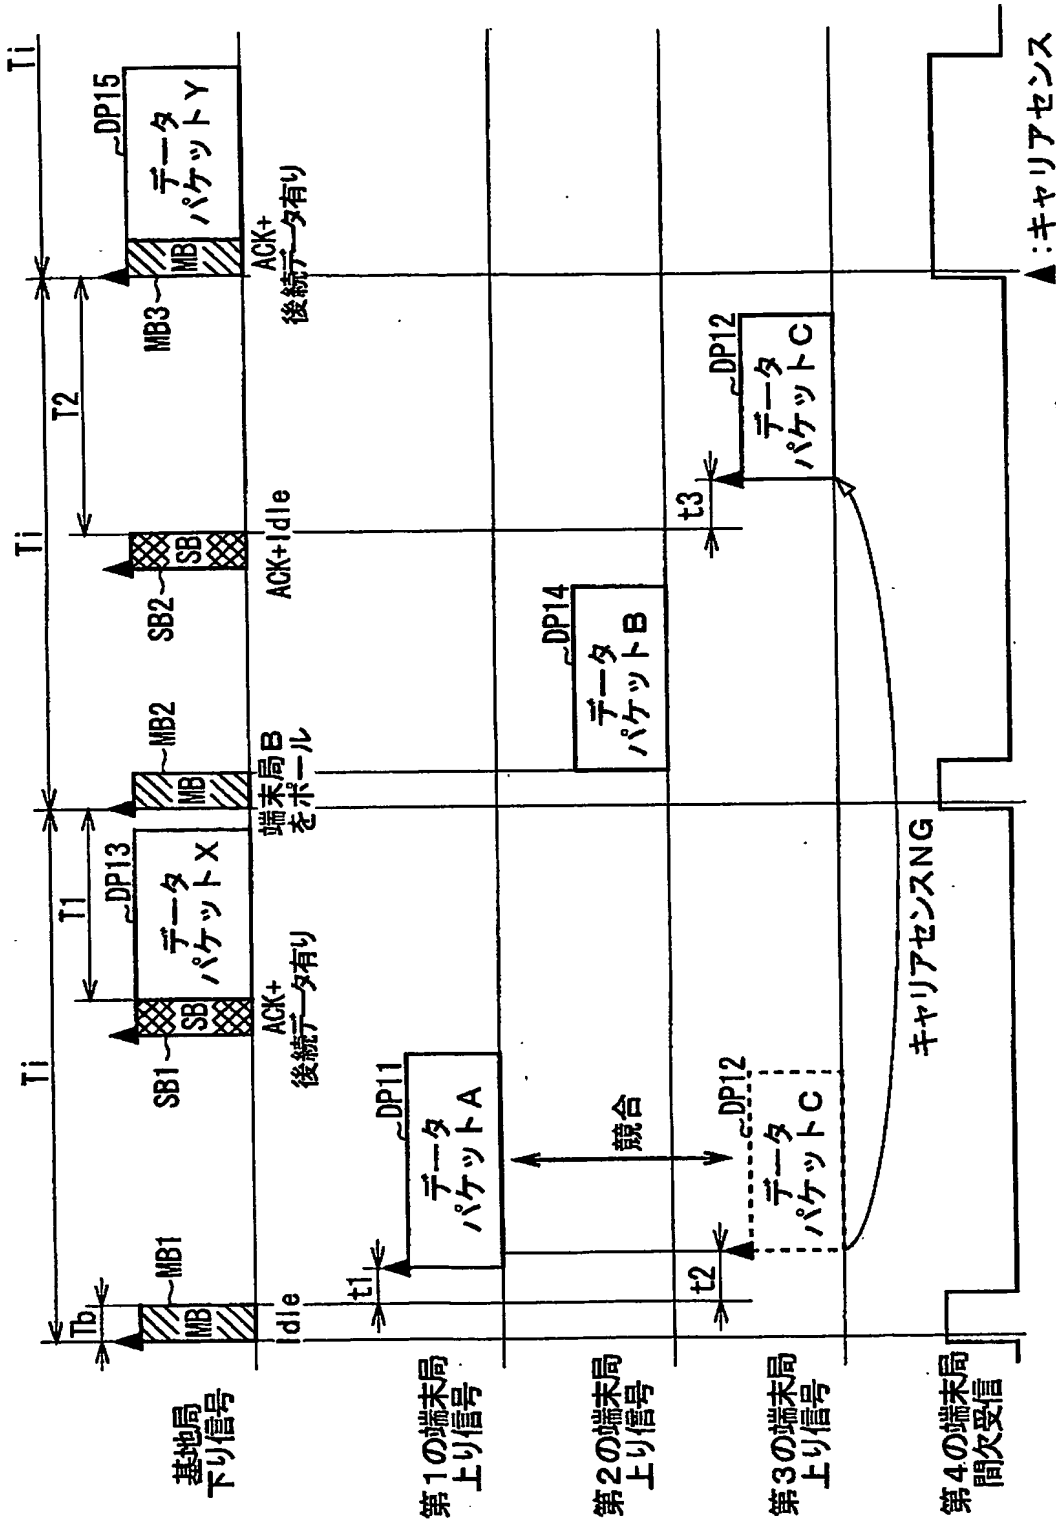 Ti
Ti
Ti
Tb
T1
T2
基地局
下り信号
MB1
MB
Idle
SB1
SB
ACK+
後続データ有り
DP13
データ
パケットX
MB2
MB
端末局B
をポール
SB2
SB
ACK+Idle
MB3
MB
ACK+
後続データ有り
DP15
データ
パケットY
第1の端末局
上り信号
t1
DP11
データ
パケットA
競合
第2の端末局
上り信号
DP14
データ
パケットB
第3の端末局
上り信号
t2
DP12
データ
パケットC
t3
DP12
データ
パケットC
キャリアセンスNG
第4の端末局
間欠受信
▲:キャリアセンス